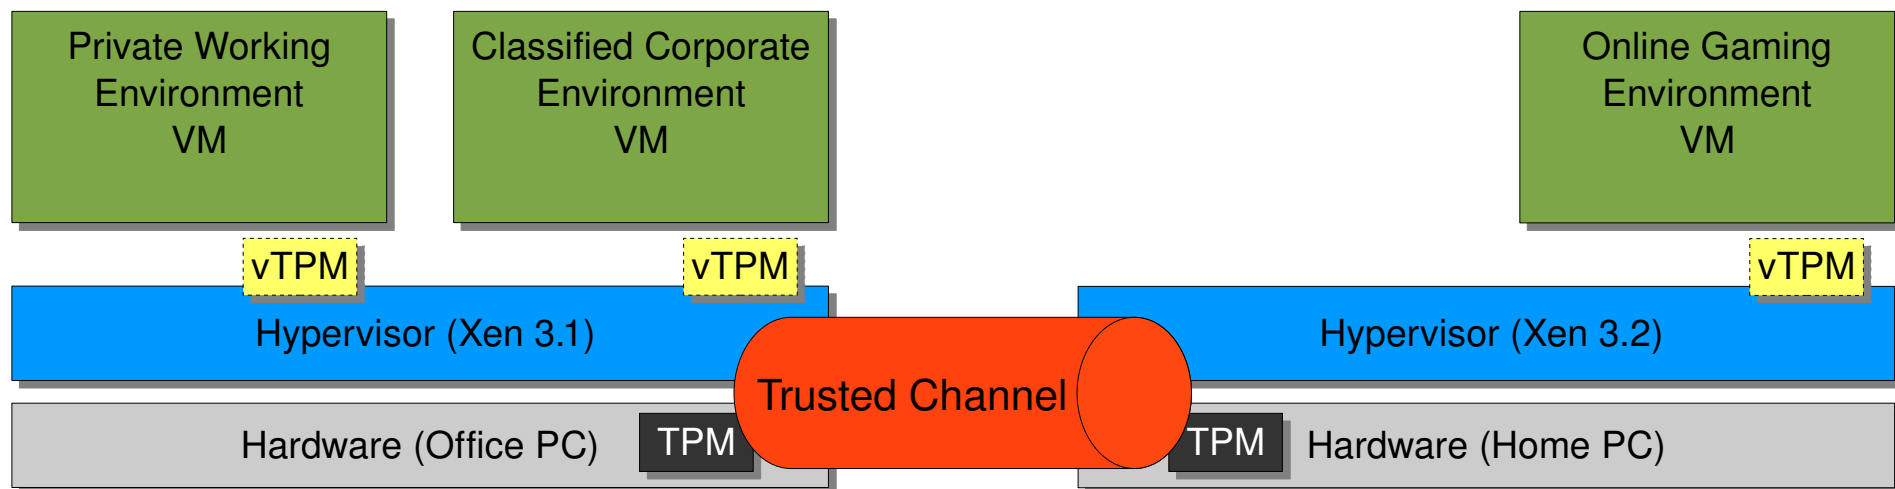 Private Working
Environment
VM
Classified Corporate
Environment
VM
Online Gaming
Environment
VM
vTPM
vTPM
vTPM
Hypervisor (Xen 3.1)
Hypervisor (Xen 3.2)
Trusted Channel
Hardware (Office PC)
TPM
TPM
Hardware (Home PC)